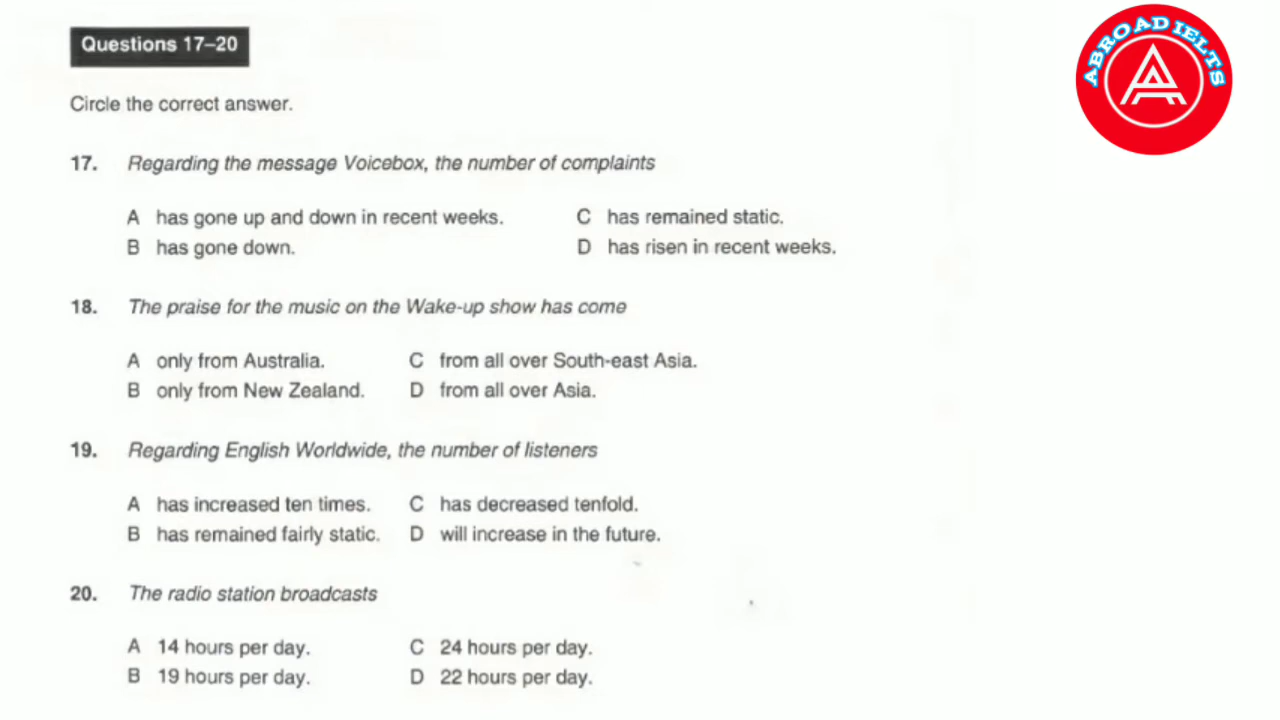 Questions 17–20
ABROAD IELTS
Circle the correct answer.
17. Regarding the message Voicebox, the number of complaints
A has gone up and down in recent weeks. C has remained static.
B has gone down. D has risen in recent weeks.
18. The praise for the music on the Wake-up show has come
A only from Australia. C from all over South-east Asia.
B only from New Zealand. D from all over Asia.
19. Regarding English Worldwide, the number of listeners
A has increased ten times. C has decreased tenfold.
B has remained fairly static. D will increase in the future.
20. The radio station broadcasts
A 14 hours per day. C 24 hours per day.
B 19 hours per day. D 22 hours per day.